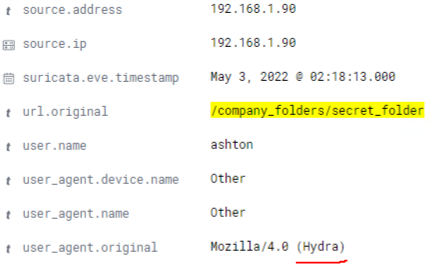 t source.address 192.168.1.90
source.ip 192.168.1.90
suricata.eve.timestamp May 3, 2022 @ 02:18:13.000
t url.original /company_folders/secret_folder
t user.name ashton
t user_agent.device.name Other
t user_agent.name Other
t user_agent.original Mozilla/4.0 (Hydra)